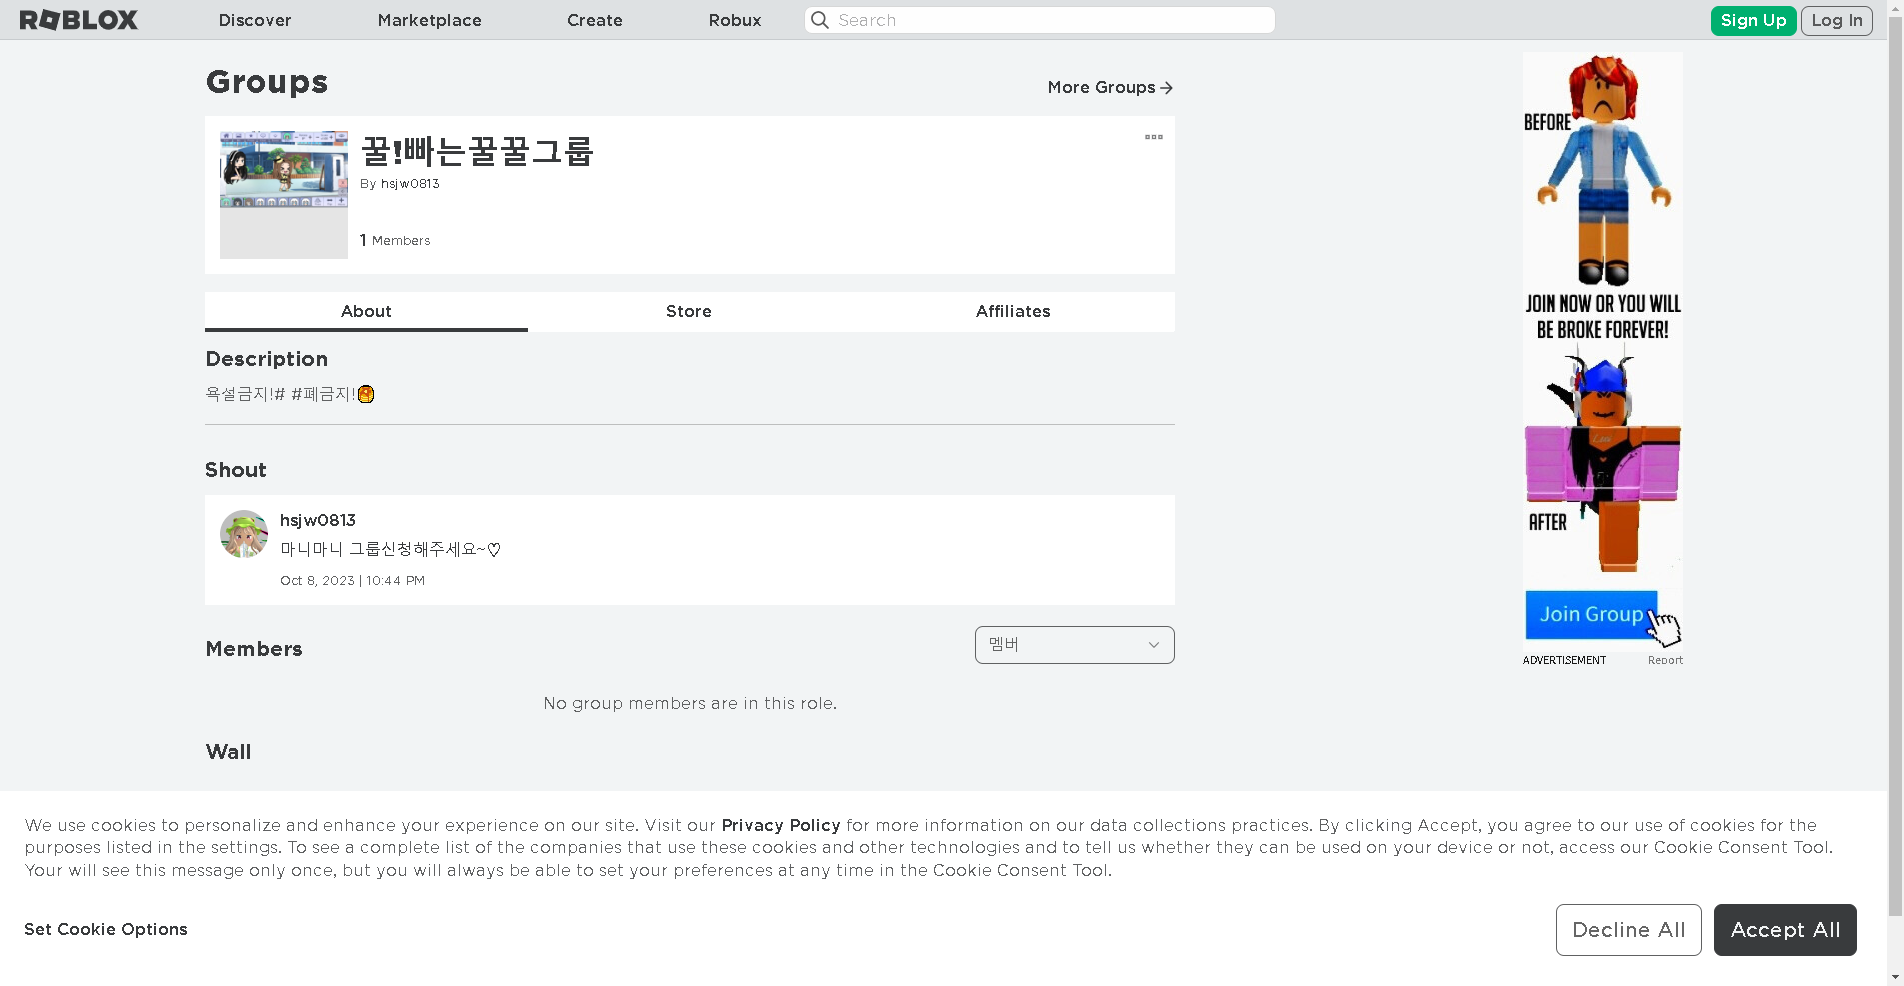 ROBLOX
Discover
Marketplace
Create
Robux
Search
Sign Up
Log In
Groups
More Groups
꿀!빠는꿀꿀그룹
By hsjw0813
1 Members
About
Store
Affiliates
Description
욕설금지!# #폐금지!
Shout
hsjw0813
마니마니 그룹신청해주세요~♡
Oct 8, 2023 | 10:44 PM
Members
멤버
No group members are in this role.
Wall
BEFORE
JOIN NOW OR YOU WILL
BE BROKE FOREVER!
AFTER
Join Group
ADVERTISEMENT
Report
We use cookies to personalize and enhance your experience on our site. Visit our Privacy Policy for more information on our data collections practices. By clicking Accept, you agree to our use of cookies for the
purposes listed in the settings. To see a complete list of the companies that use these cookies and other technologies and to tell us whether they can be used on your device or not, access our Cookie Consent Tool.
Your will see this message only once, but you will always be able to set your preferences at any time in the Cookie Consent Tool.
Set Cookie Options
Decline All
Accept All